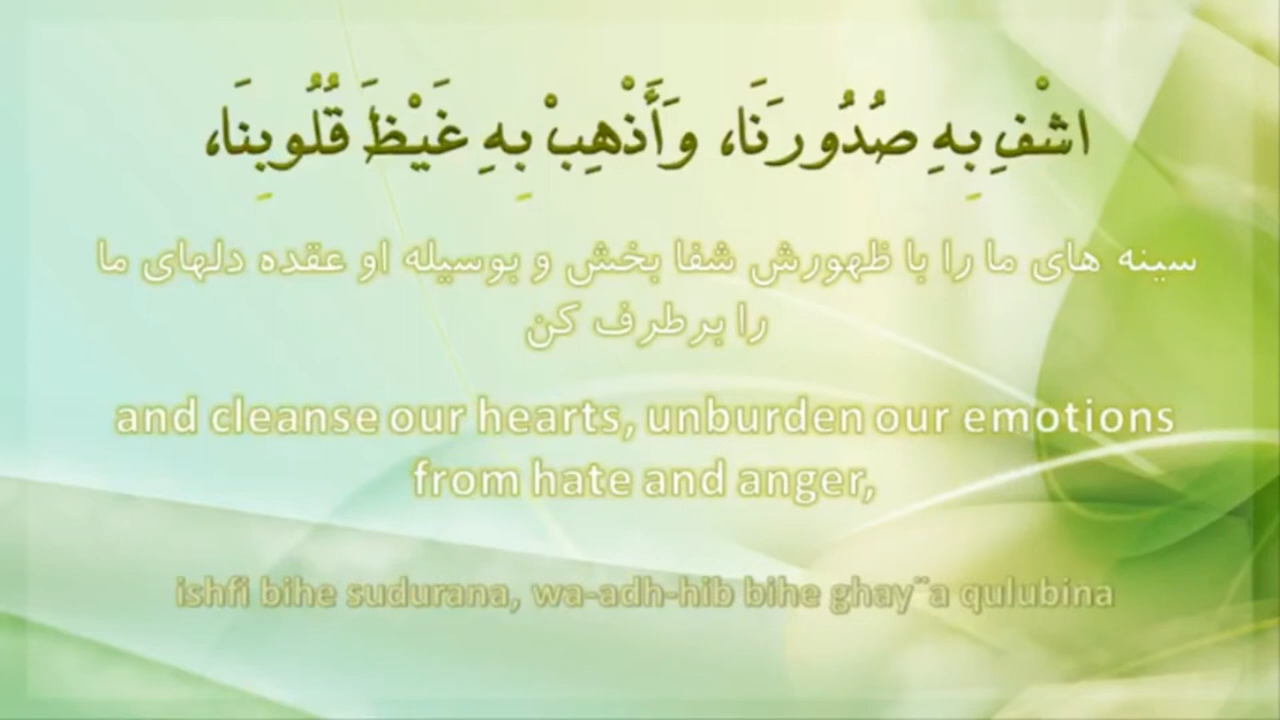 اشْفِ بِهِ صُدُورَنَا، وَأَذْهِبْ بِهِ غَيْظَ قُلُوبِنَا،
سینه های ما را با ظهورش شفا بخش و بوسیله او عقده دلهای ما
را برطرف کن
and cleanse our hearts, unburden our emotions
from hate and anger,
ishfi bihe sudurana, wa-adh-hib bihe ghay¨a qulubina